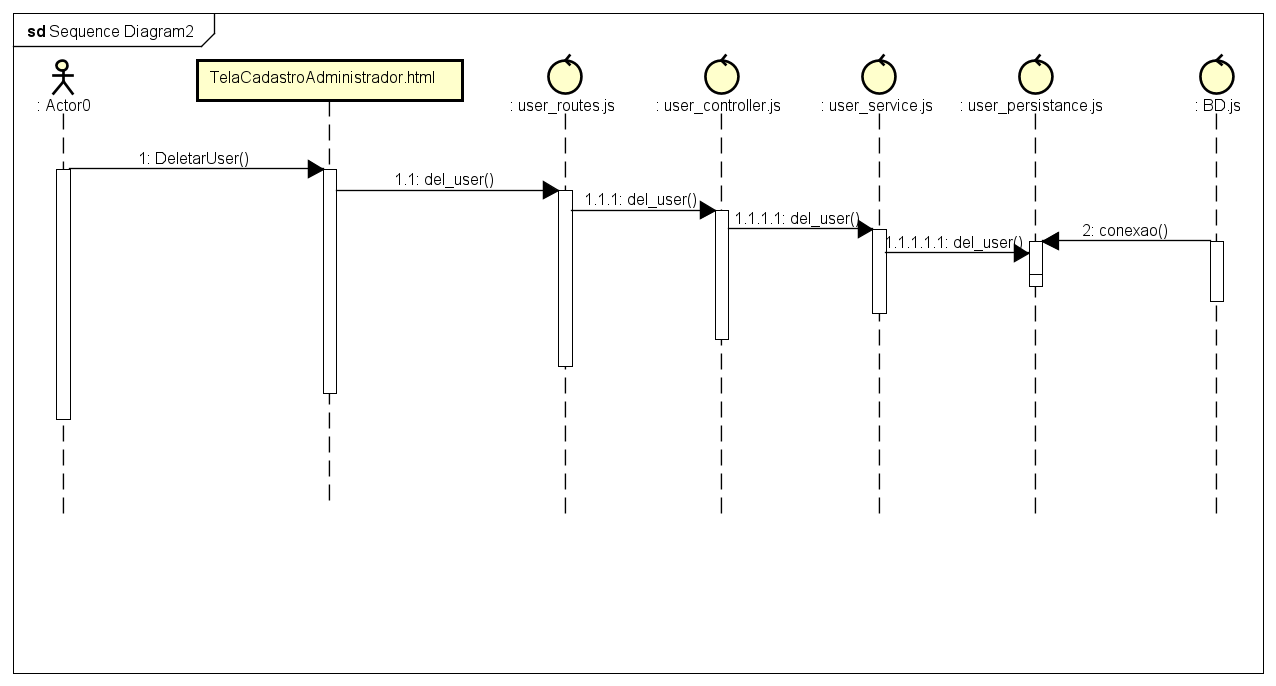 sd Sequence Diagram2
: Actor0
TelaCadastroAdministrador.html
: user_routes.js
: user_controller.js
: user_service.js
: user_persistance.js
: BD.js
1: DeletarUser()
1.1: del_user()
1.1.1: del_user()
1.1.1.1: del_user()
2: conexao()
1.1.1.1.1: del_user()